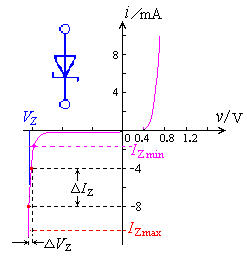 i/mA
8
4
V_Z
0 0.4 0.8 1.2
v/V
I_Zmin
-4
ΔI_Z
-8
I_Zmax
ΔV_Z